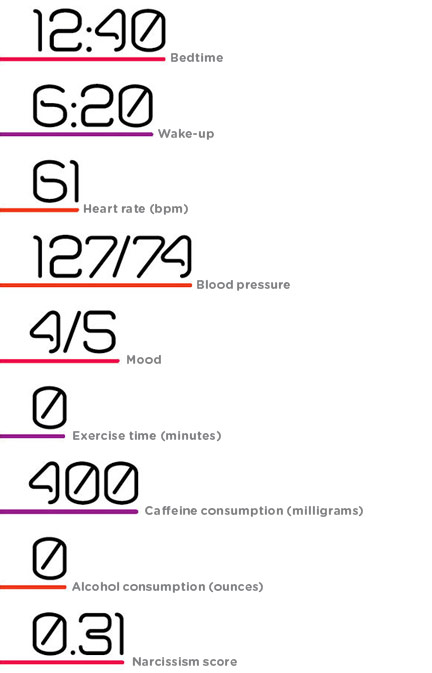 12:40
Bedtime
6:20
Wake-up
61
Heart rate (bpm)
127/74
Blood pressure
4/5
Mood
0
Exercise time (minutes)
400
Caffeine consumption (milligrams)
0
Alcohol consumption (ounces)
0.31
Narcissism score